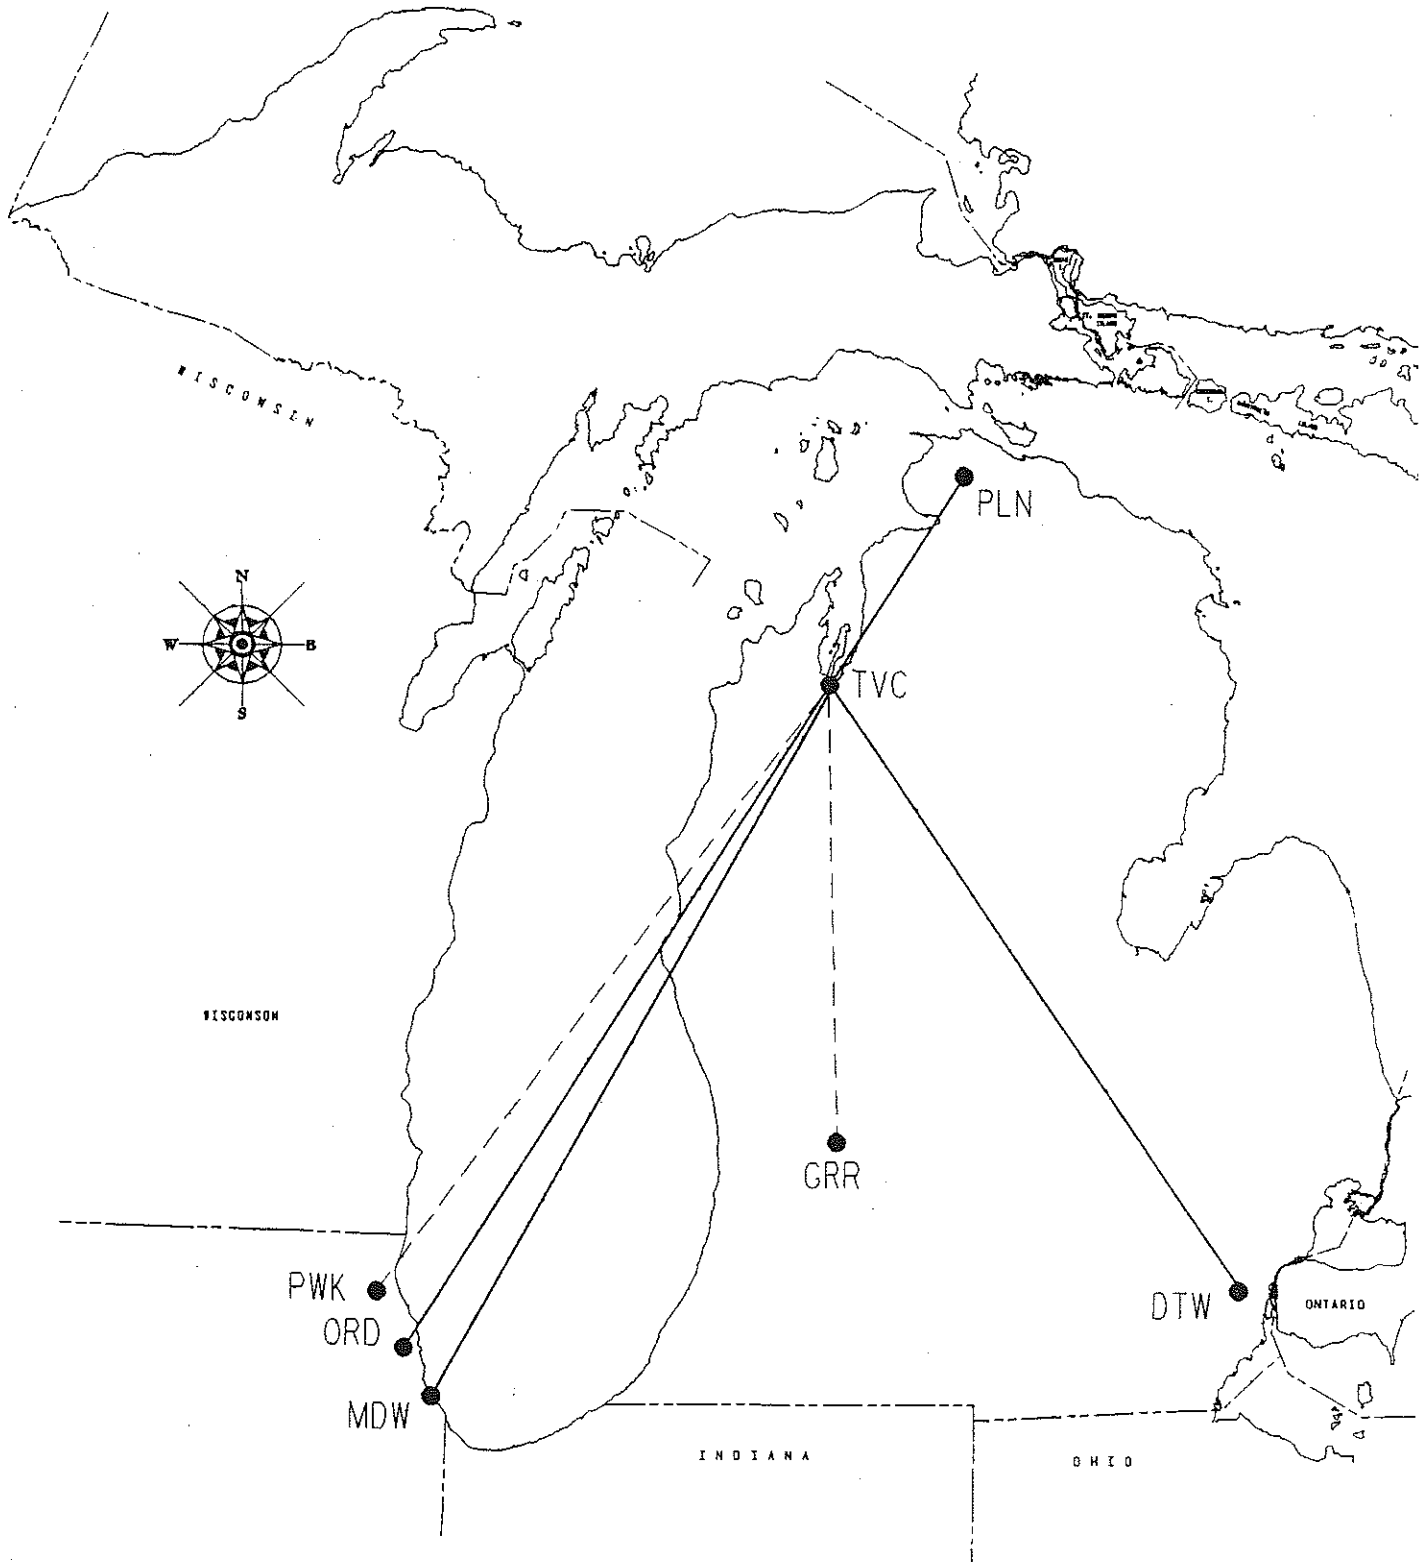 WISCONSIN
PLN
N
W
E
S
TVC
WISCONSON
GRR
PWK
DTW
ONTARIO
ORD
MDW
INDIANA
OHIO